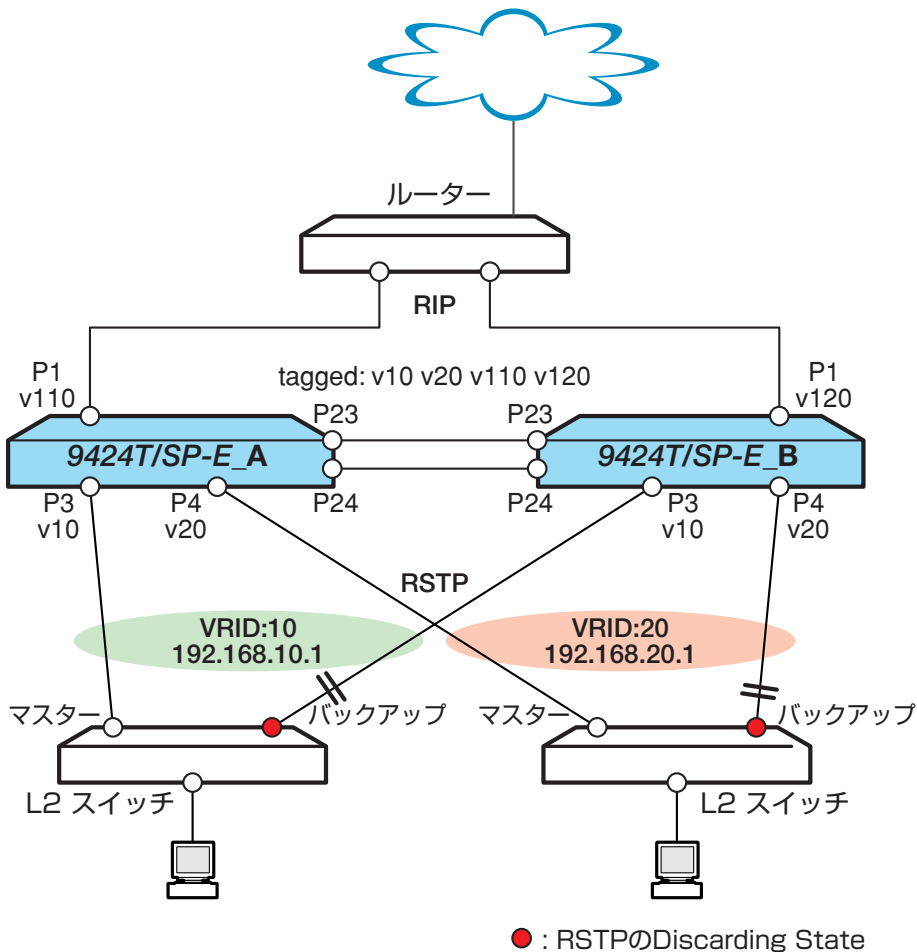 ルーター
RIP
P1
v110
tagged: v10 v20 v110 v120
P1
v120
P23
P23
9424T/SP-E_A
9424T/SP-E_B
P3
v10
P4
v20
P24
P24
P3
v10
P4
v20
RSTP
VRID:10
192.168.10.1
VRID:20
192.168.20.1
マスター
バックアップ
マスター
バックアップ
L2 スイッチ
L2 スイッチ
: RSTPのDiscarding State